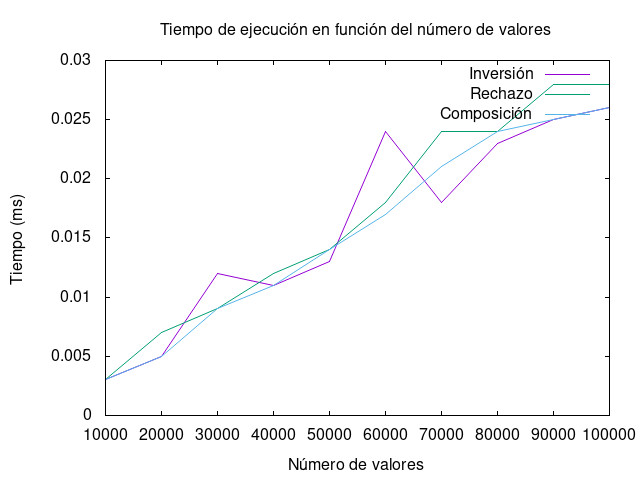 Tiempo de ejecución en función del número de valores
0.03
0.025
0.02
0.015
0.01
0.005
0
Tiempo (ms)
Inversión
Rechazo
Composición
10000 20000 30000 40000 50000 60000 70000 80000 90000 100000
Número de valores